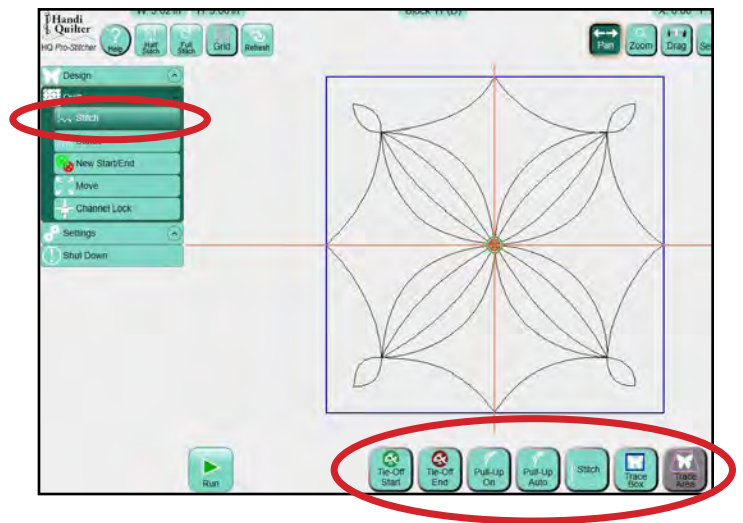 Handi
Quilter
HQ Pro-Stitcher
Help
Half
Stitch
Full
Stitch
Grid
Refresh
Pan
Zoom
Drag
Design
Stitch
New Start/End
Move
Channel Lock
Settings
Shut Down
Run
Tie-Off
Start
Tie-Off
End
Pull-Up
On
Pull-Up
Auto
Stitch
Trace
Box
Trace
Area